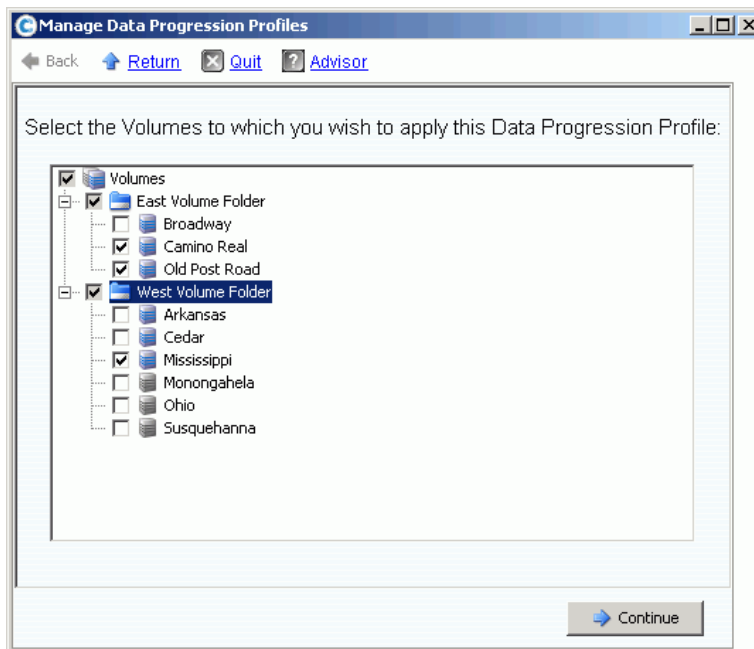 Manage Data Progression Profiles
Back Return Quit ? Advisor
Select the Volumes to which you wish to apply this Data Progression Profile:
Volumes
East Volume Folder
Broadway
Camino Real
Old Post Road
West Volume Folder
Arkansas
Cedar
Mississippi
Monongahela
Ohio
Susquehanna
Continue